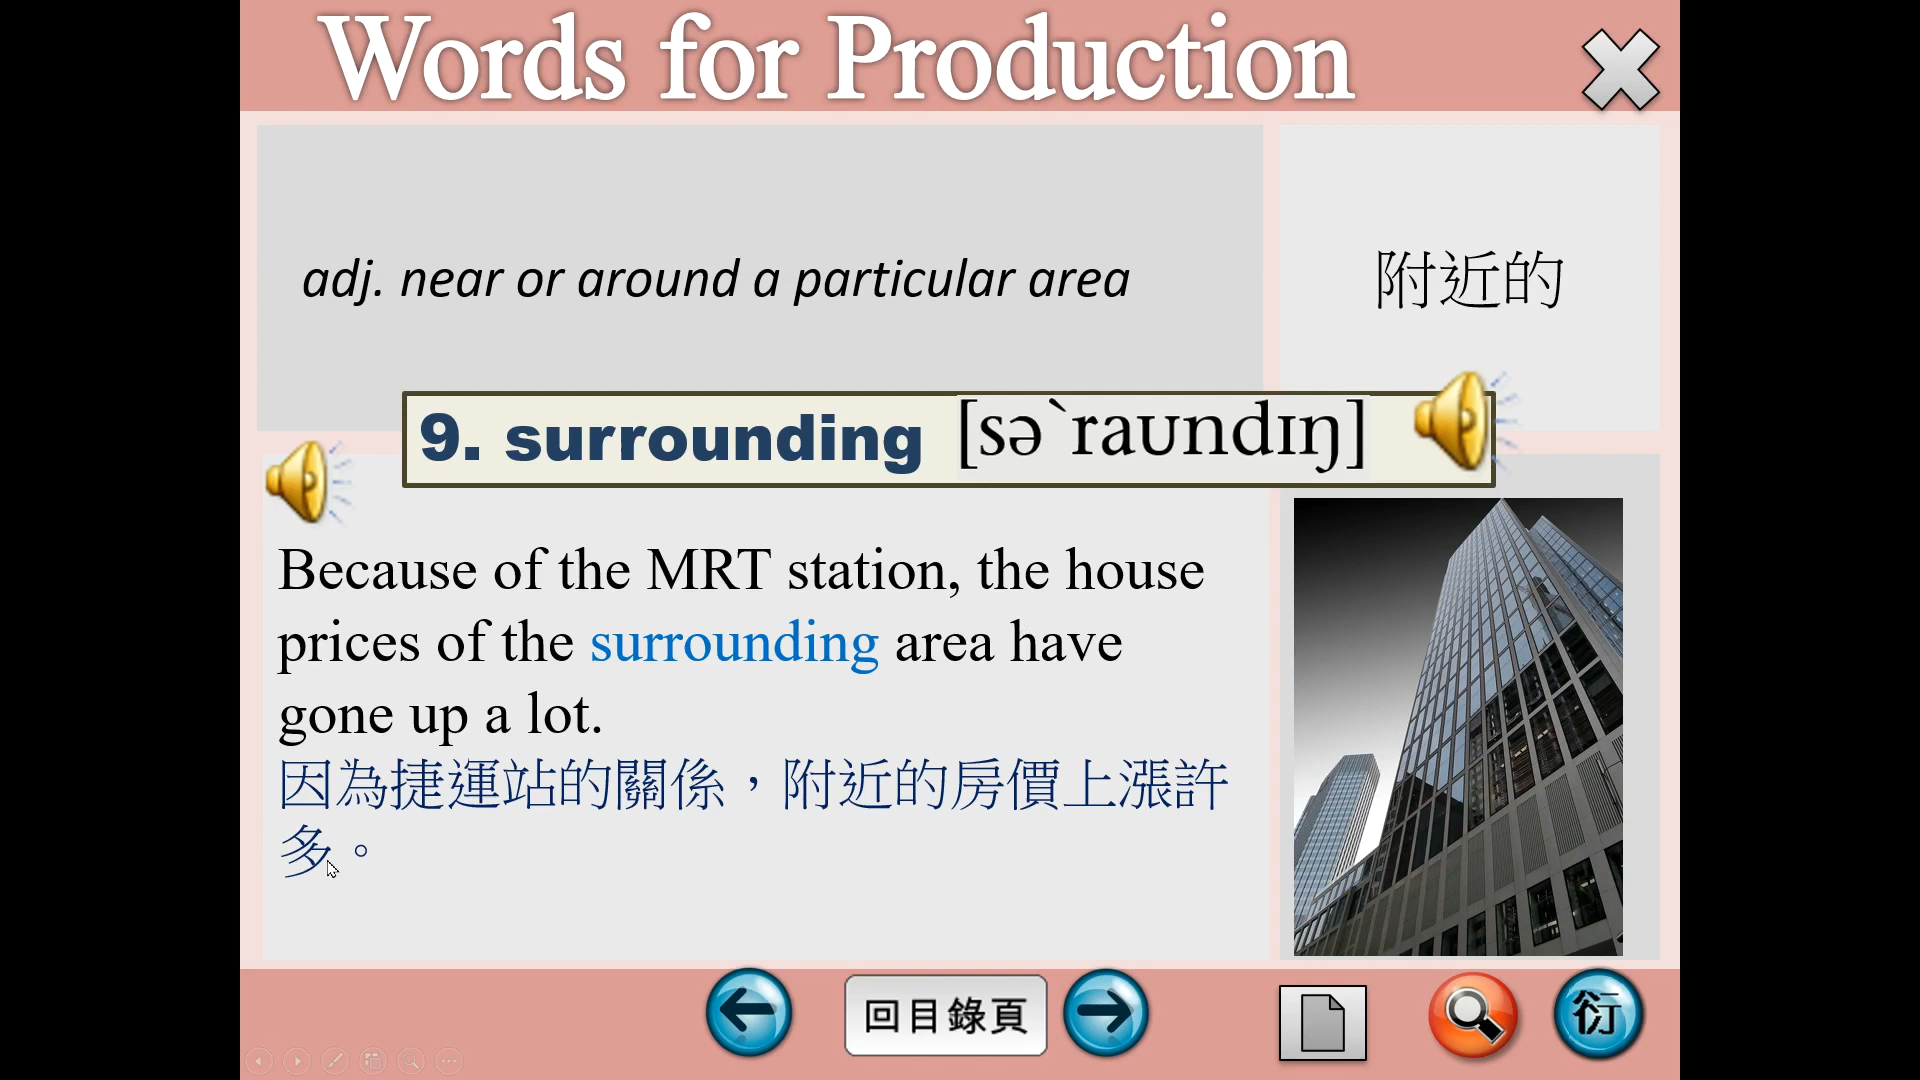 Words for Production
adj. near or around a particular area
附近的
9. surrounding [səˋraʊndɪŋ]
Because of the MRT station, the house
prices of the surrounding area have
gone up a lot.
因為捷運站的關係，附近的房價上漲許
多。
回目錄頁
衍